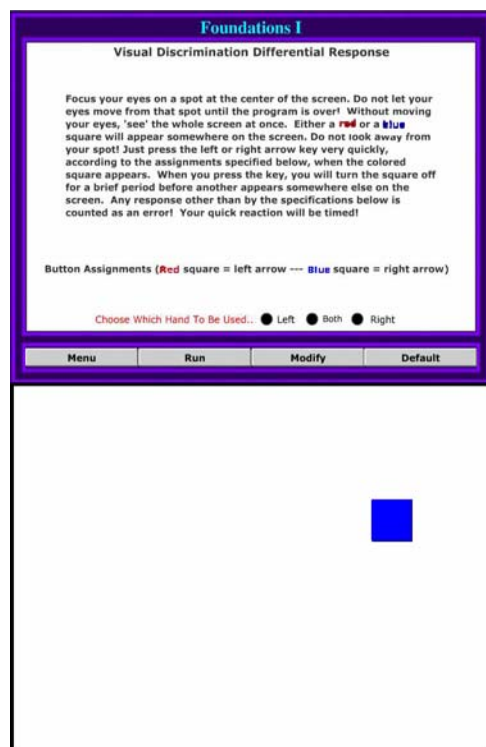 Foundations I
Visual Discrimination Differential Response
Focus your eyes on a spot at the center of the screen. Do not let your
eyes move from that spot until the program is over! Without moving
your eyes, 'see' the whole screen at once. Either a red or a blue
square will appear somewhere on the screen. Do not look away from
your spot! Just press the left or right arrow key very quickly,
according to the assignments specified below, when the colored
square appears. When you press the key, you will turn the square off
for a brief period before another appears somewhere else on the
screen. Any response other than by the specifications below is
counted as an error! Your quick reaction will be timed!
Button Assignments (Red square = left arrow --- Blue square = right arrow)
Choose Which Hand To Be Used.. Left Both Right
Menu Run Modify Default